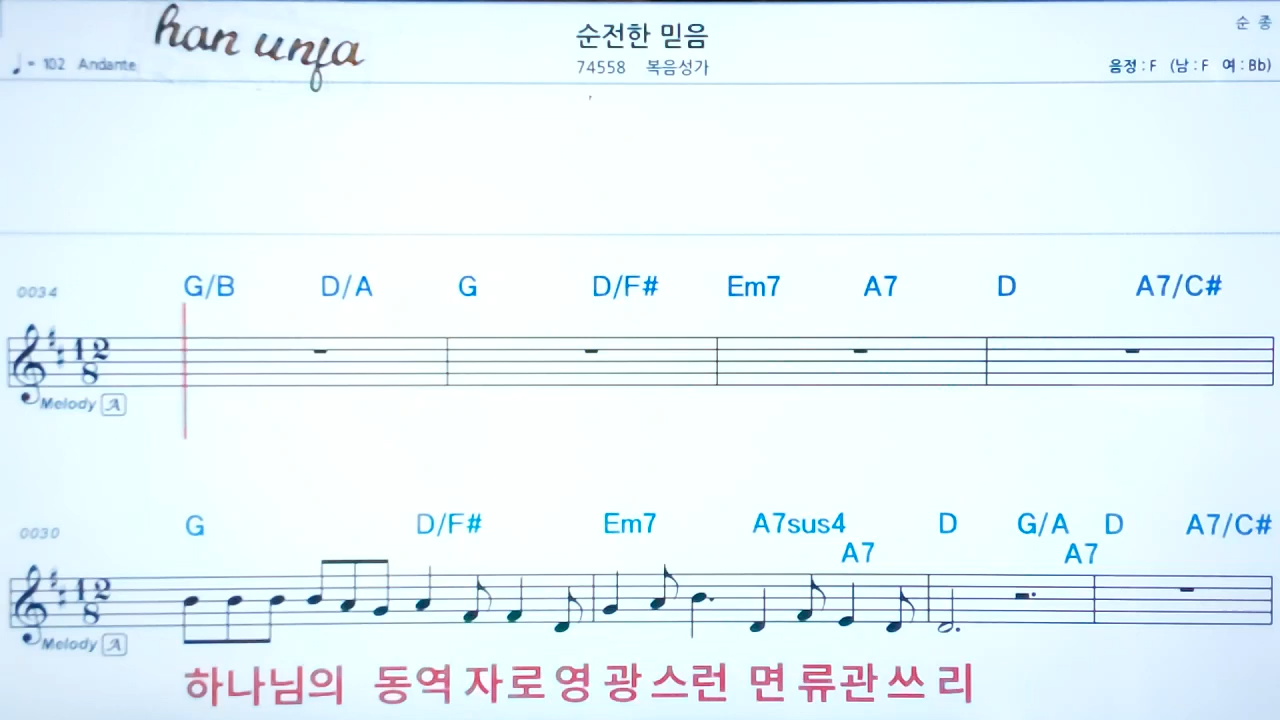 han unfa
순전한 믿음
순 종
♩= 102 Andante
74558 복음성가
음정 : F (남 : F 여 : Bb)
0034
G/B D/A G D/F# Em7 A7 D A7/C#
12
8
Melody A
0030
G D/F# Em7 A7sus4 D G/A D A7/C#
A7 A7
12
8
Melody A
하나님의 동역자로 영광스런 면류관 쓰리